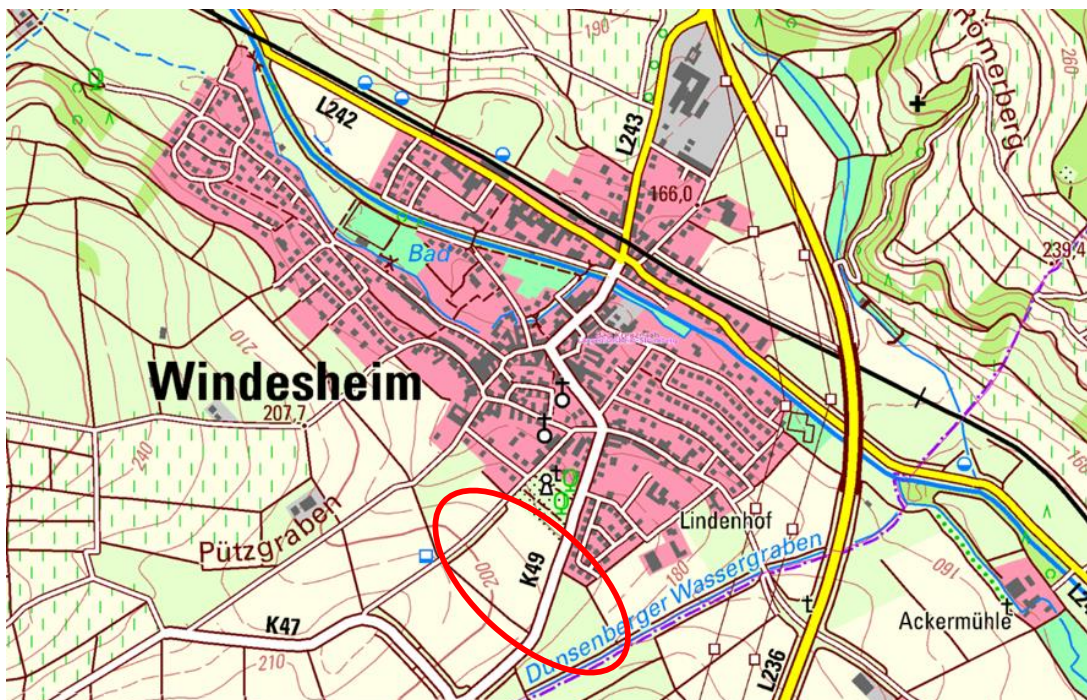 190
Römerberg
260
L242
L243
166,0
239,4
Bad
210
Windesheim
207,7
240
Lindenhof
Pützgraben
200
K49
180
Dunsenberger Wassergraben
160
Ackermühle
K47
210
L236